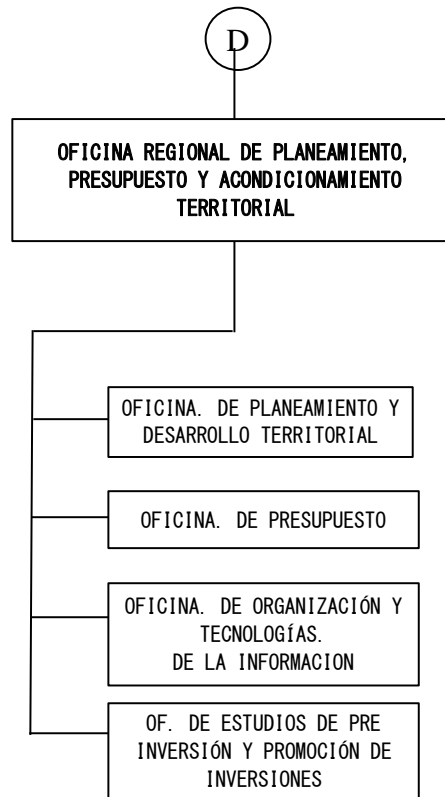 D
OFICINA REGIONAL DE PLANEAMIENTO,
PRESUPUESTO Y ACONDICIONAMIENTO
TERRITORIAL
OFICINA. DE PLANEAMIENTO Y
DESARROLLO TERRITORIAL
OFICINA. DE PRESUPUESTO
OFICINA. DE ORGANIZACIÓN Y
TECNOLOGÍAS.
DE LA INFORMACION
OF. DE ESTUDIOS DE PRE
INVERSIÓN Y PROMOCIÓN DE
INVERSIONES